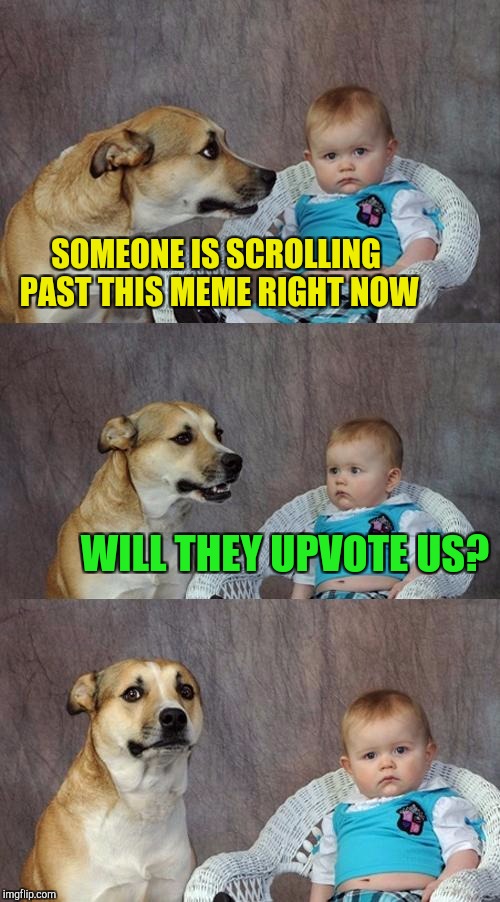 SOMEONE IS SCROLLING
PAST THIS MEME RIGHT NOW
WILL THEY UPVOTE US?
imgflip.com